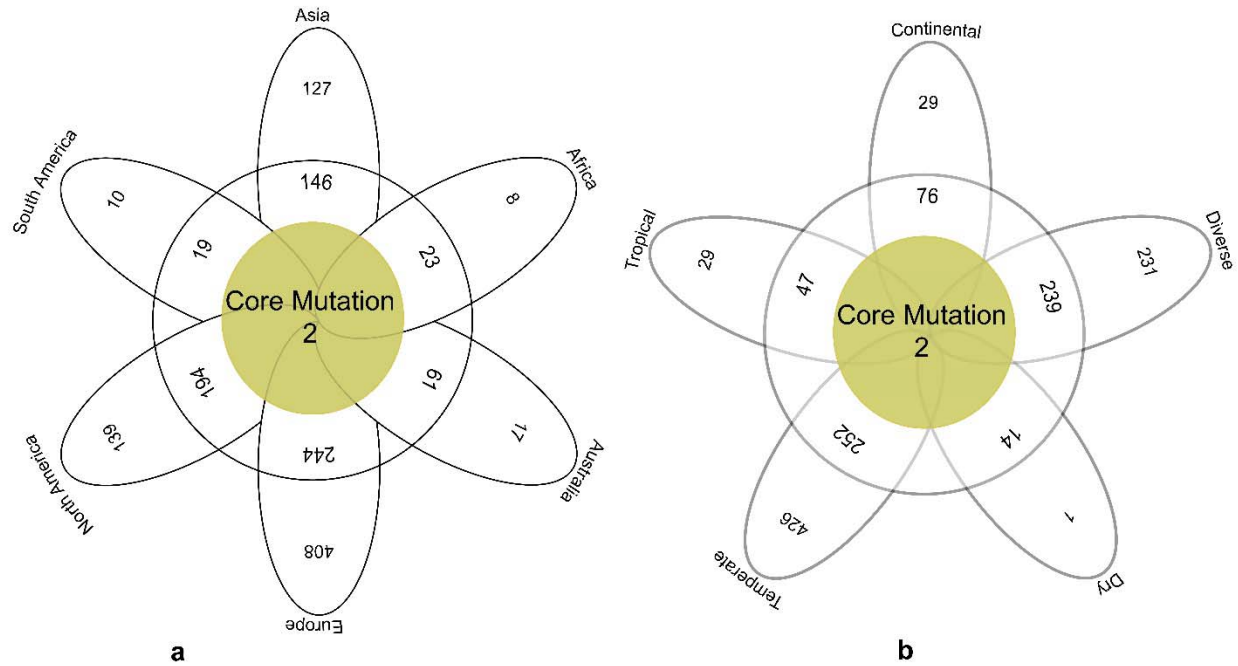 Asia
127
146
South America
10
19
Africa
8
23
Core Mutation
2
North America
139
194
Australia
17
61
244
408
Europe
a
Continental
29
76
Tropical
29
47
Diverse
231
239
Core Mutation
2
Temperate
426
252
Dry
1
14
b